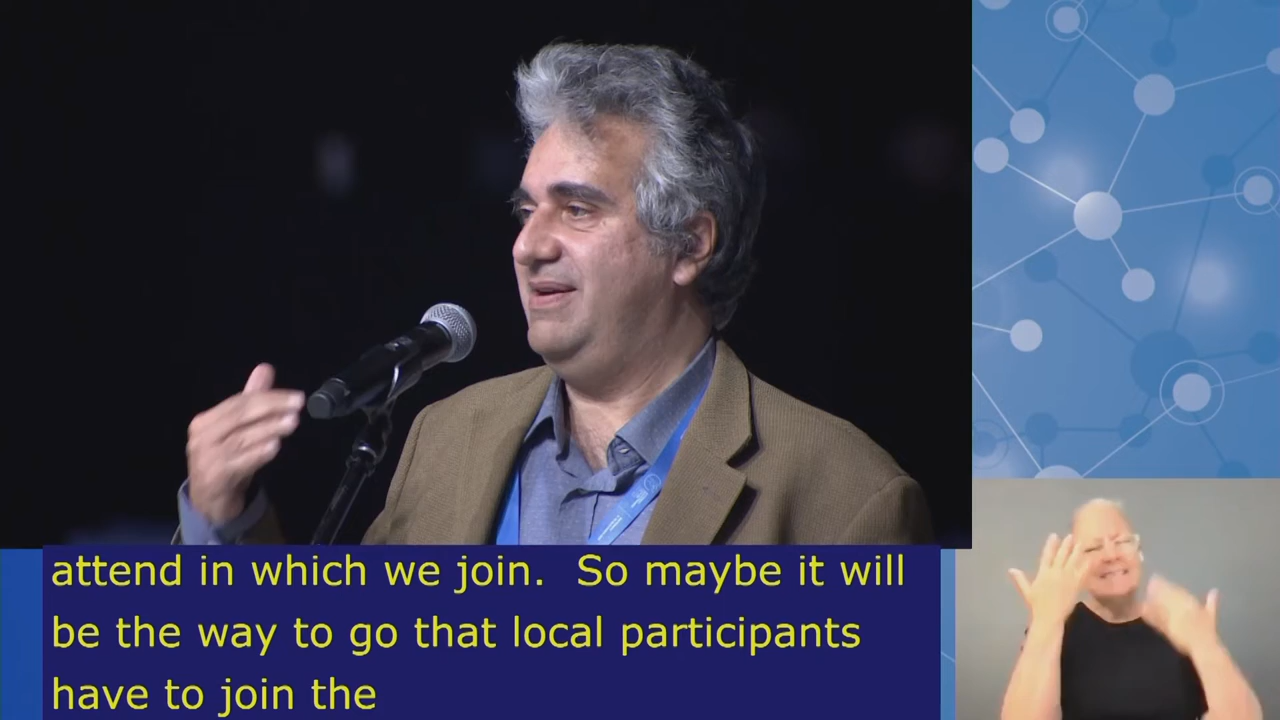 attend in which we join.  So maybe it will
be the way to go that local participants
have to join the